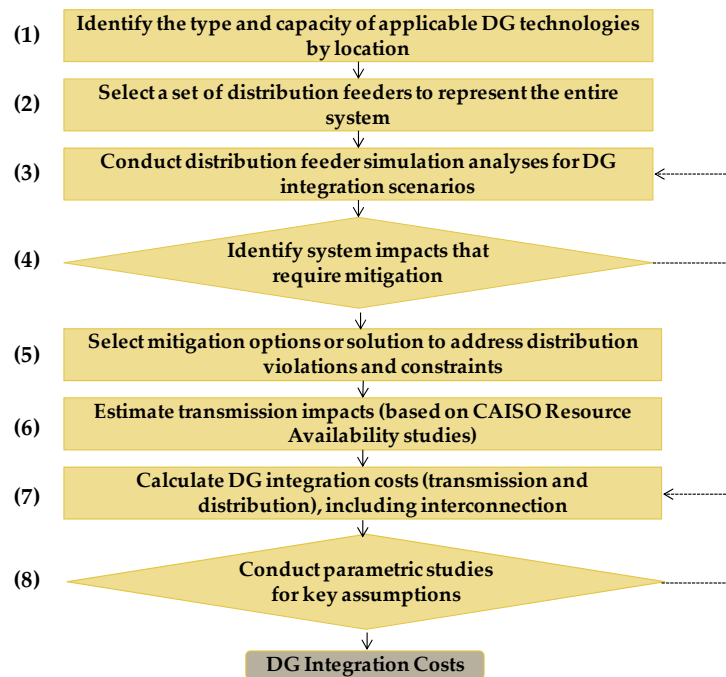 (1)
Identify the type and capacity of applicable DG technologies
by location
(2)
Select a set of distribution feeders to represent the entire
system
(3)
Conduct distribution feeder simulation analyses for DG
integration scenarios
(4)
Identify system impacts that
require mitigation
(5)
Select mitigation options or solution to address distribution
violations and constraints
(6)
Estimate transmission impacts (based on CAISO Resource
Availability studies)
(7)
Calculate DG integration costs (transmission and
distribution), including interconnection
(8)
Conduct parametric studies
for key assumptions
DG Integration Costs